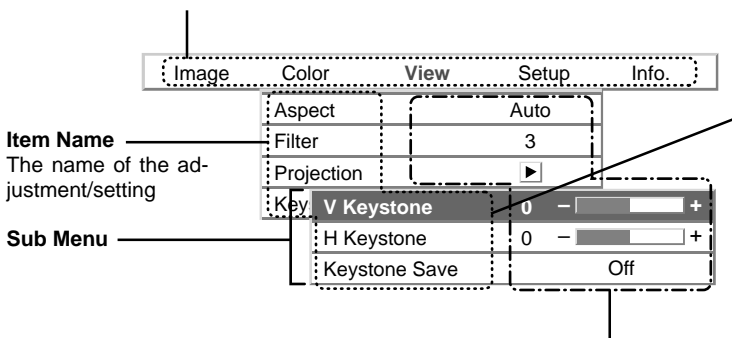 Image Color View Setup Info.
Aspect Auto
Filter 3
Projection
Key
V Keystone 0 − +
H Keystone 0 − +
Keystone Save Off
Item Name
The name of the ad-
justment/setting
Sub Menu